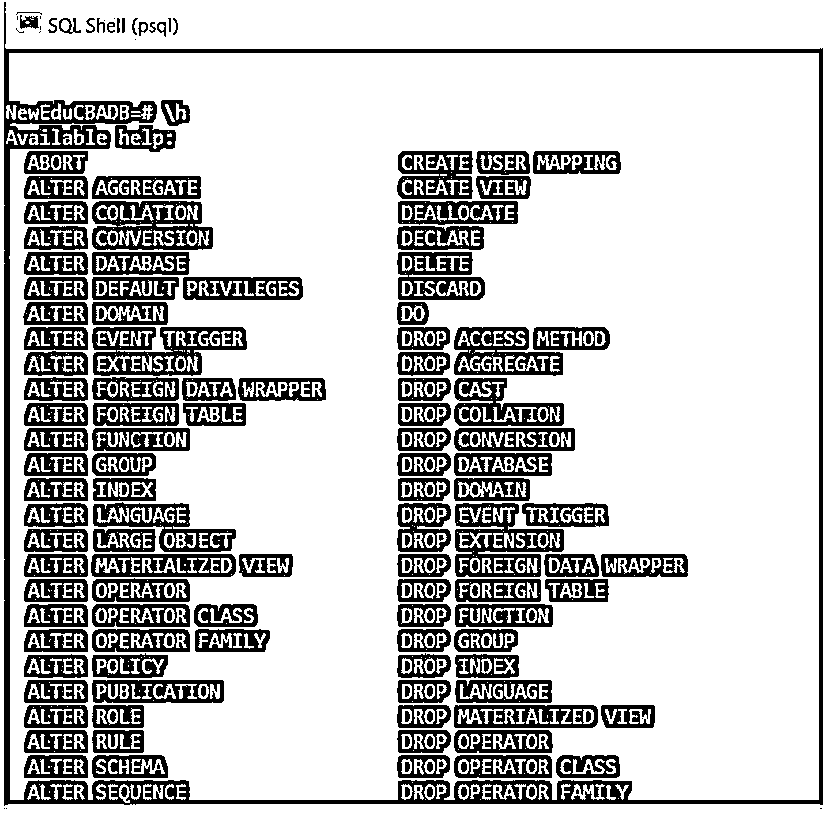 SQL Shell (psql)
NewEduCBADB=# \h
Available help:
ABORT CREATE USER MAPPING
ALTER AGGREGATE CREATE VIEW
ALTER COLLATION DEALLOCATE
ALTER CONVERSION DECLARE
ALTER DATABASE DELETE
ALTER DEFAULT PRIVILEGES DISCARD
ALTER DOMAIN DO
ALTER EVENT TRIGGER DROP ACCESS METHOD
ALTER EXTENSION DROP AGGREGATE
ALTER FOREIGN DATA WRAPPER DROP CAST
ALTER FOREIGN TABLE DROP COLLATION
ALTER FUNCTION DROP CONVERSION
ALTER GROUP DROP DATABASE
ALTER INDEX DROP DOMAIN
ALTER LANGUAGE DROP EVENT TRIGGER
ALTER LARGE OBJECT DROP EXTENSION
ALTER MATERIALIZED VIEW DROP FOREIGN DATA WRAPPER
ALTER OPERATOR DROP FOREIGN TABLE
ALTER OPERATOR CLASS DROP FUNCTION
ALTER OPERATOR FAMILY DROP GROUP
ALTER POLICY DROP INDEX
ALTER PUBLICATION DROP LANGUAGE
ALTER ROLE DROP MATERIALIZED VIEW
ALTER RULE DROP OPERATOR
ALTER SCHEMA DROP OPERATOR CLASS
ALTER SEQUENCE DROP OPERATOR FAMILY